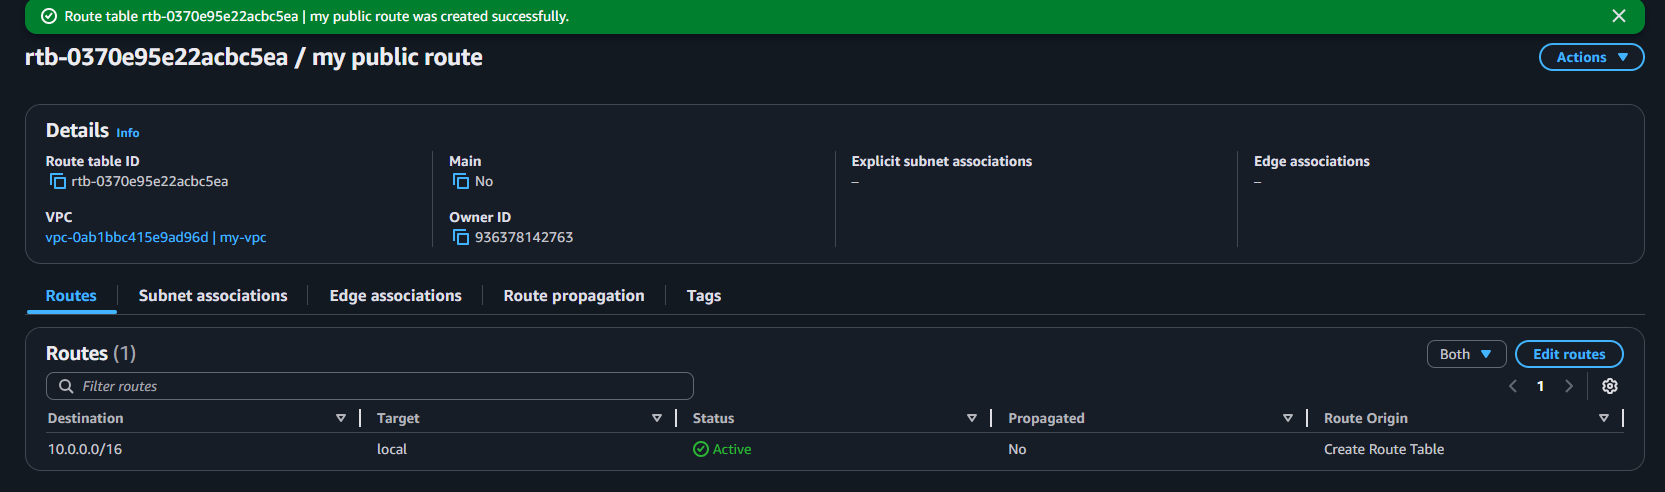 Route table rtb-0370e95e22acbc5ea | my public route was created successfully.
rtb-0370e95e22acbc5ea / my public route
Actions
Details Info
Route table ID
rtb-0370e95e22acbc5ea
Main
No
Explicit subnet associations
–
Edge associations
–
VPC
vpc-0ab1bbc415e9ad96d | my-vpc
Owner ID
936378142763
Routes
Subnet associations
Edge associations
Route propagation
Tags
Routes (1)
Both
Edit routes
Filter routes
1
Destination Target Status Propagated Route Origin
10.0.0.0/16 local Active No Create Route Table